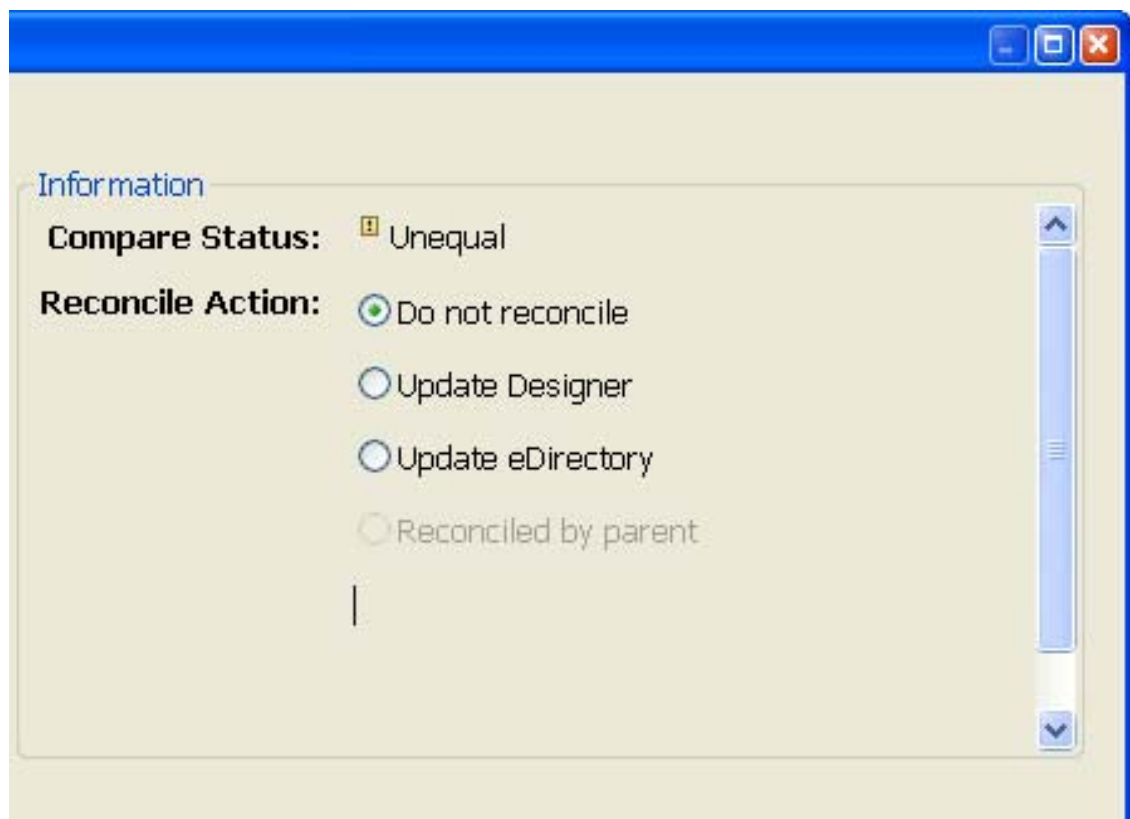 Information
Compare Status: Unequal
Reconcile Action: Do not reconcile
Update Designer
Update eDirectory
Reconciled by parent